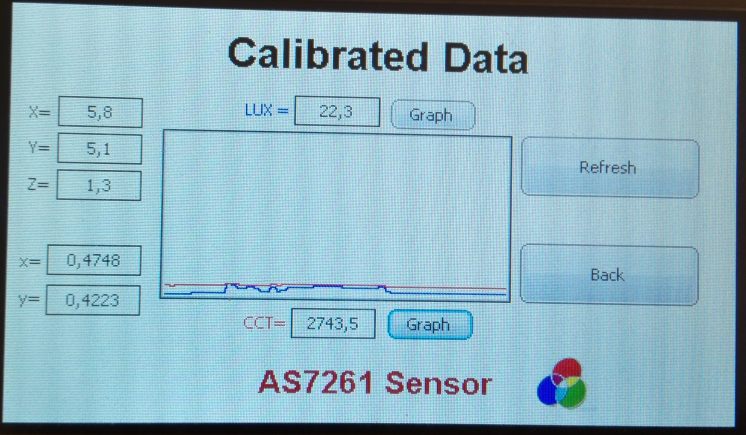 Calibrated Data
X= 5,8
LUX = 22,3 Graph
Y= 5,1
Z= 1,3
Refresh
x= 0,4748
y= 0,4223
Back
CCT= 2743,5 Graph
AS7261 Sensor